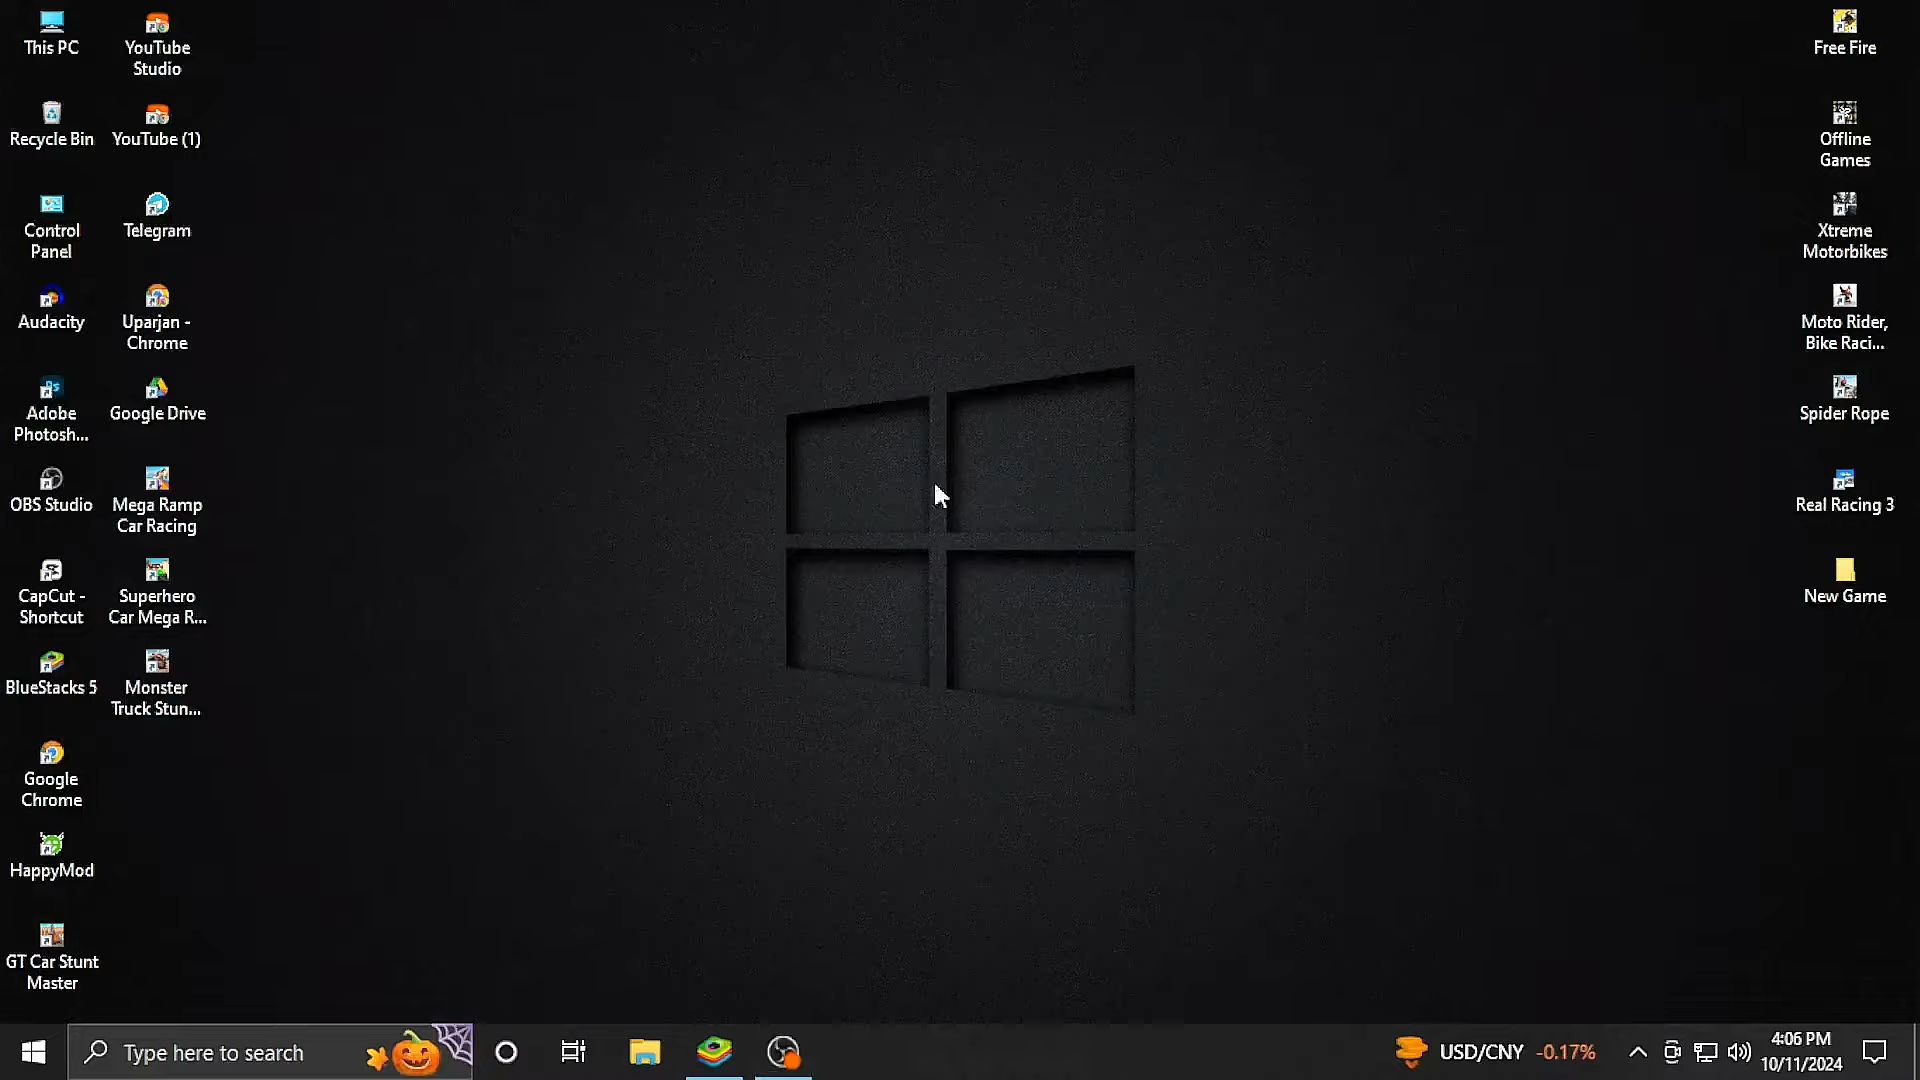 This PC
YouTube
Studio
Recycle Bin
YouTube (1)
Control
Panel
Telegram
Audacity
Uparjan -
Chrome
Adobe
Photosh...
Google Drive
OBS Studio
Mega Ramp
Car Racing
CapCut -
Shortcut
Superhero
Car Mega R...
BlueStacks 5
Monster
Truck Stun...
Google
Chrome
HappyMod
GT Car Stunt
Master
Free Fire
Offline
Games
Xtreme
Motorbikes
Moto Rider,
Bike Raci...
Spider Rope
Real Racing 3
New Game
Type here to search
USD/CNY -0.17%
4:06 PM
10/11/2024